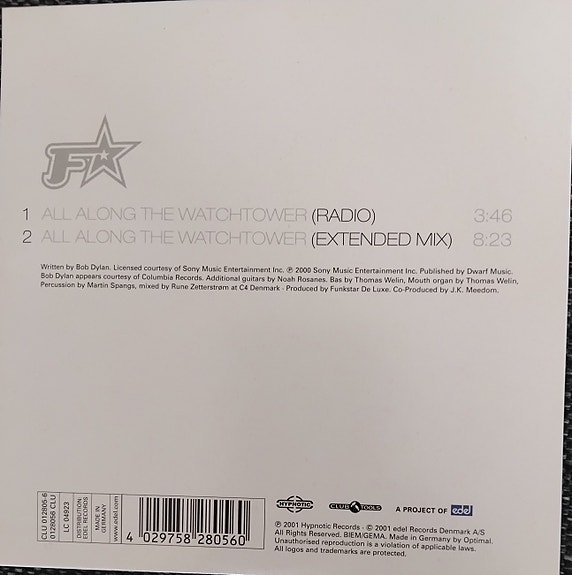 F
1 ALL ALONG THE WATCHTOWER (RADIO) 3:46
2 ALL ALONG THE WATCHTOWER (EXTENDED MIX) 8:23
Written by Bob Dylan. Licensed courtesy of Sony Music Entertainment Inc. ℗ 2000 Sony Music Entertainment Inc. Published by Dwarf Music.
Bob Dylan appears courtesy of Columbia Records. Additional guitars by Noah Rosanes. Bas by Thomas Welin, Mouth organ by Thomas Welin,
Percussion by Martin Spangs, mixed by Rune Zetterstrøm at C4 Denmark - Produced by Funkstar De Luxe. Co-Produced by J.K. Meedom.
CLU 012805-6
0128056 CLU
LC 04923
DISTRIBUTION:
EDEL RECORDS
MADE IN
GERMANY
www.edel.com
4 029758 280560
HYPNOTIC
CLUB TOOLS
A PROJECT OF edel
℗ 2001 Hypnotic Records - © 2001 edel Records Denmark A/S
All Rights Reserved. BIEM/GEMA. Made in Germany by Optimal.
Unauthorised reproduction is a violation of applicable laws.
All logos and trademarks are protected.